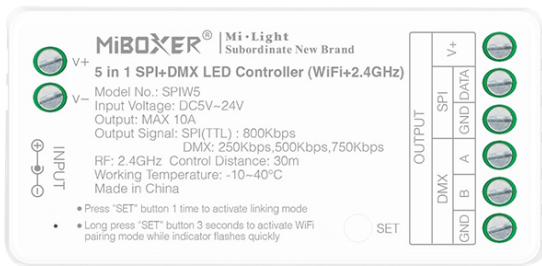 MiBOXER®
Mi·Light
Subordinate New Brand
5 in 1 SPI+DMX LED Controller (WiFi+2.4GHz)
Model No.: SPIW5
Input Voltage: DC5V~24V
Output: MAX 10A
Output Signal: SPI(TTL) : 800Kbps
DMX: 250Kbps,500Kbps,750Kbps
RF: 2.4GHz Control Distance: 30m
Working Temperature: -10~40°C
Made in China
• Press "SET" button 1 time to activate linking mode
• Long press "SET" button 3 seconds to activate WiFi
pairing mode while indicator flashes quickly
V+
V−
INPUT
SET
OUTPUT
V+
SPI
DATA
GND
DMX
A
B
GND